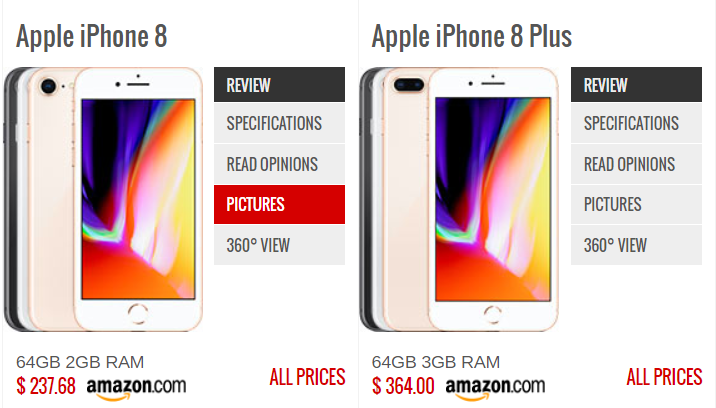 Apple iPhone 8
REVIEW
SPECIFICATIONS
READ OPINIONS
PICTURES
360° VIEW
64GB 2GB RAM
$ 237.68 amazon.com
ALL PRICES
Apple iPhone 8 Plus
REVIEW
SPECIFICATIONS
READ OPINIONS
PICTURES
360° VIEW
64GB 3GB RAM
$ 364.00 amazon.com
ALL PRICES